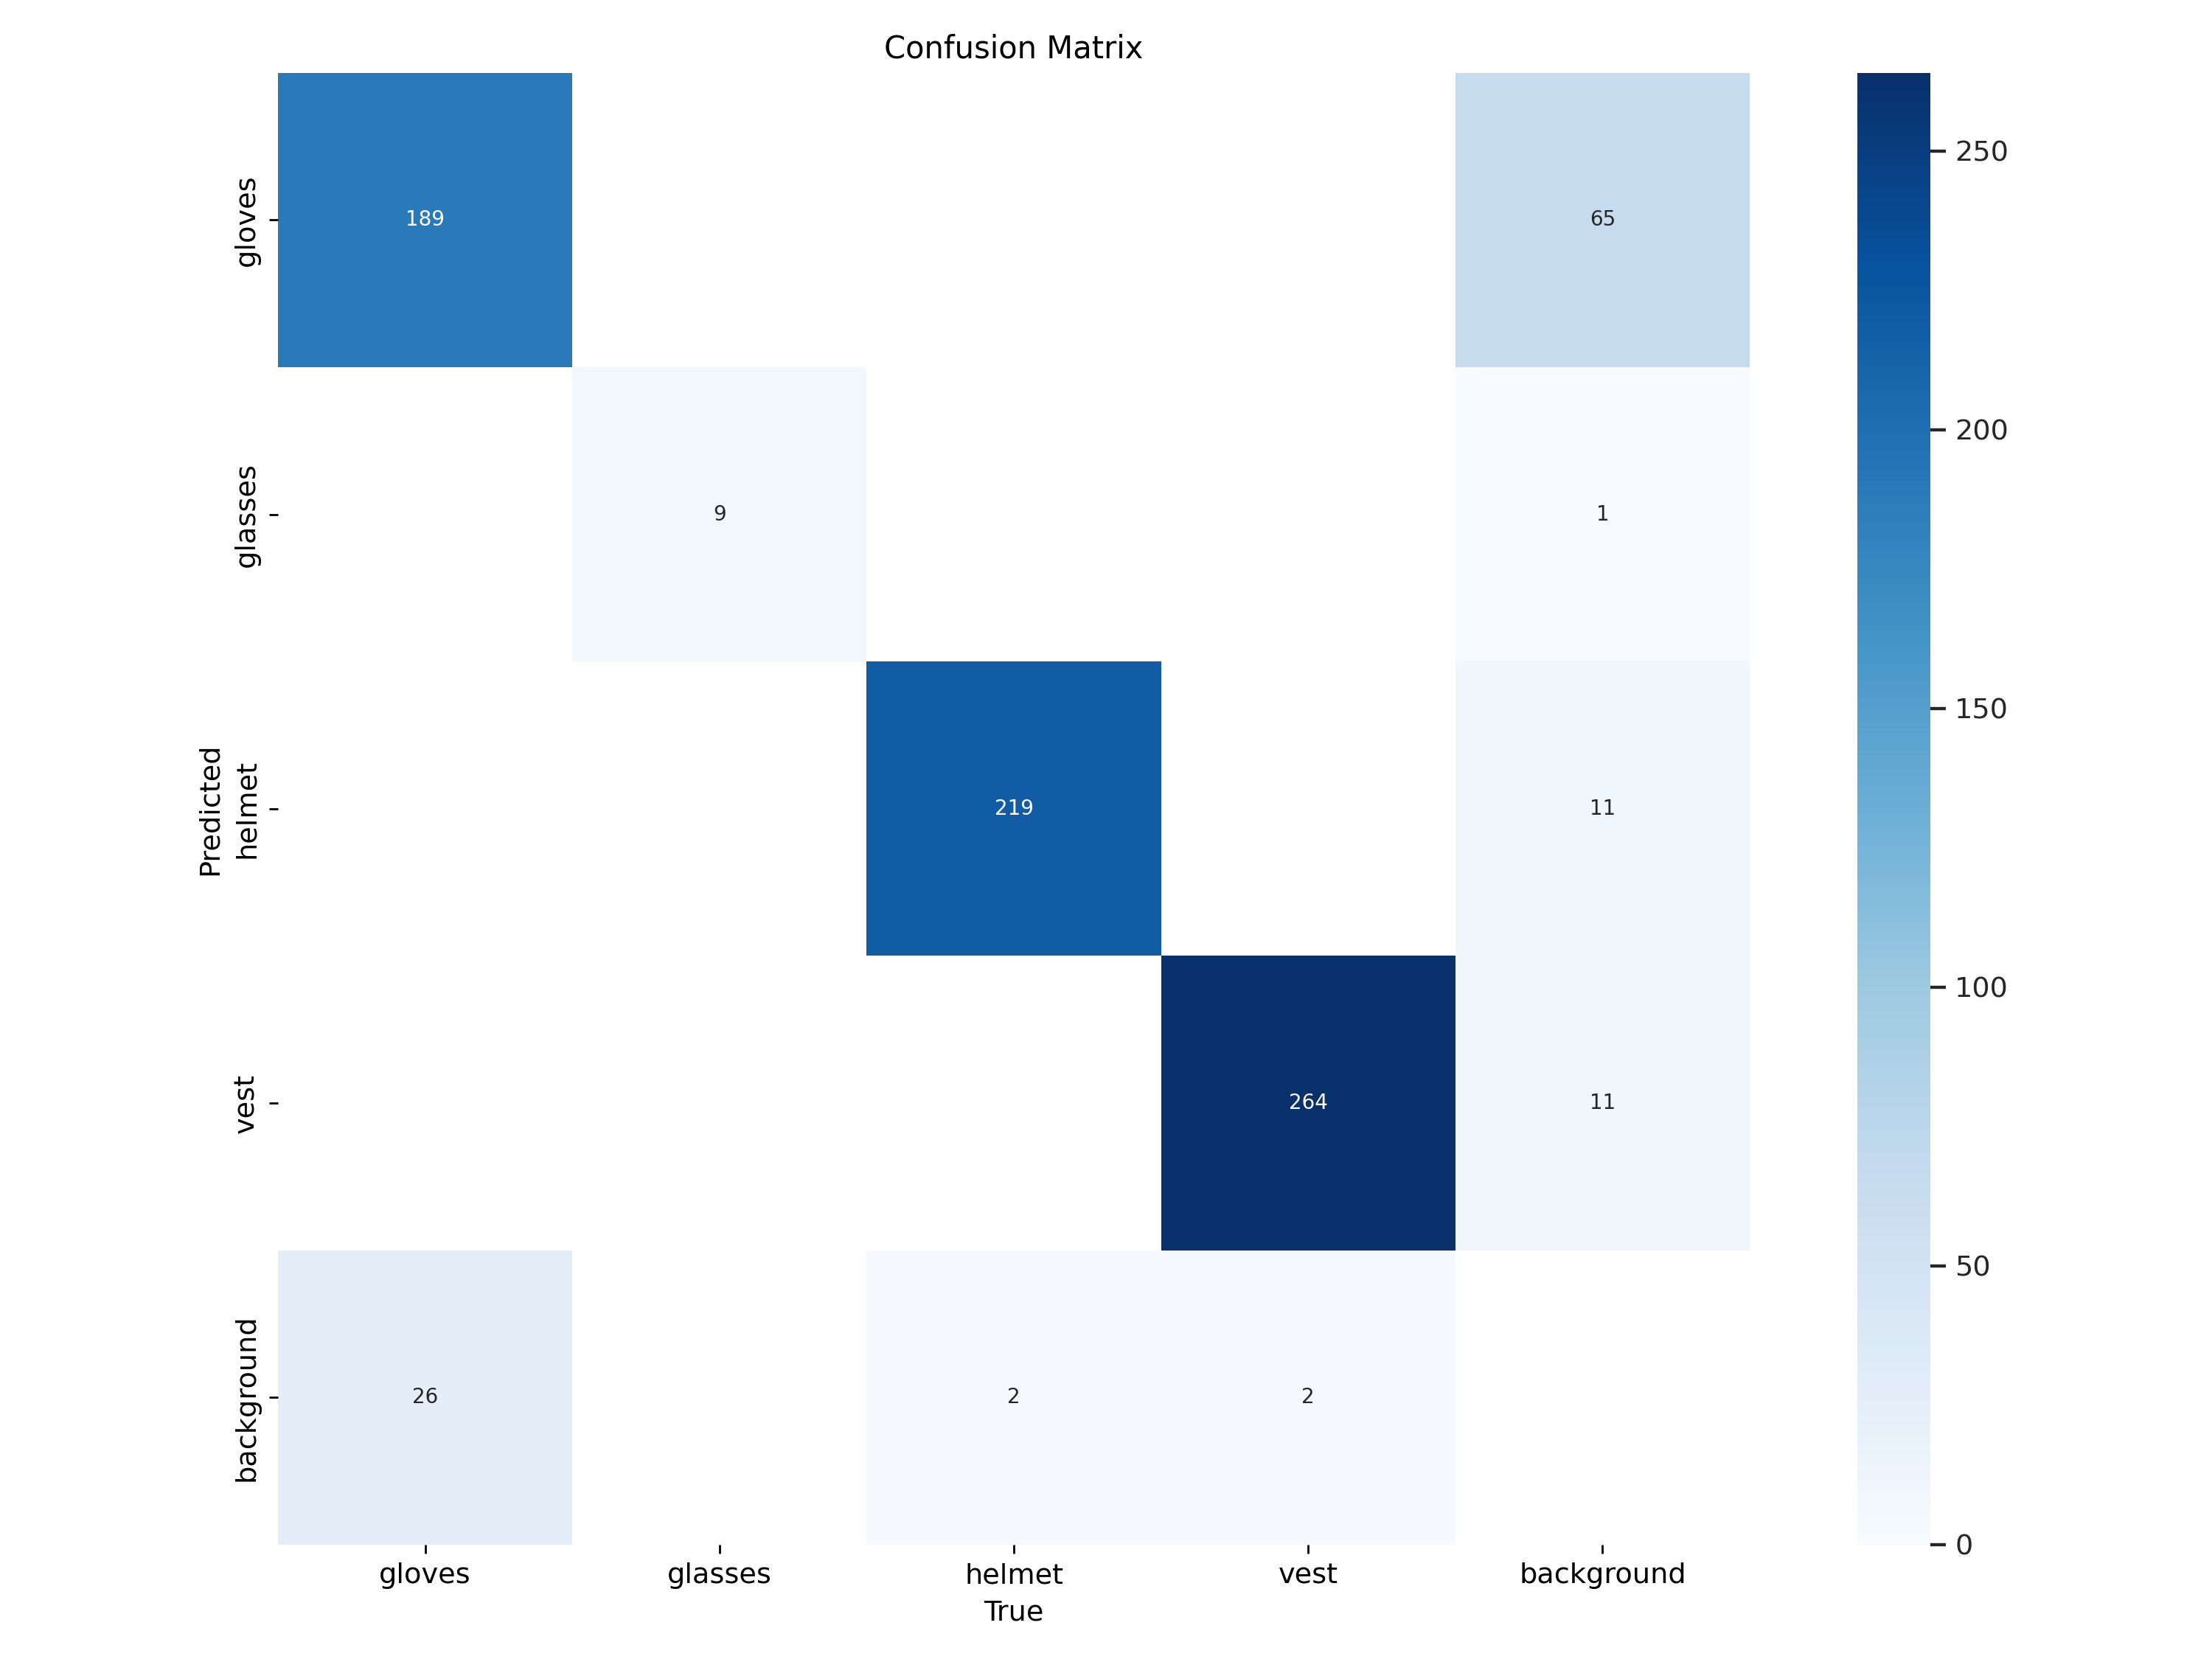 Confusion Matrix
gloves
189
65
250
200
glasses
9
1
150
Predicted
helmet
219
11
100
vest
264
11
50
background
26
2
2
0
gloves
glasses
helmet
vest
background
True